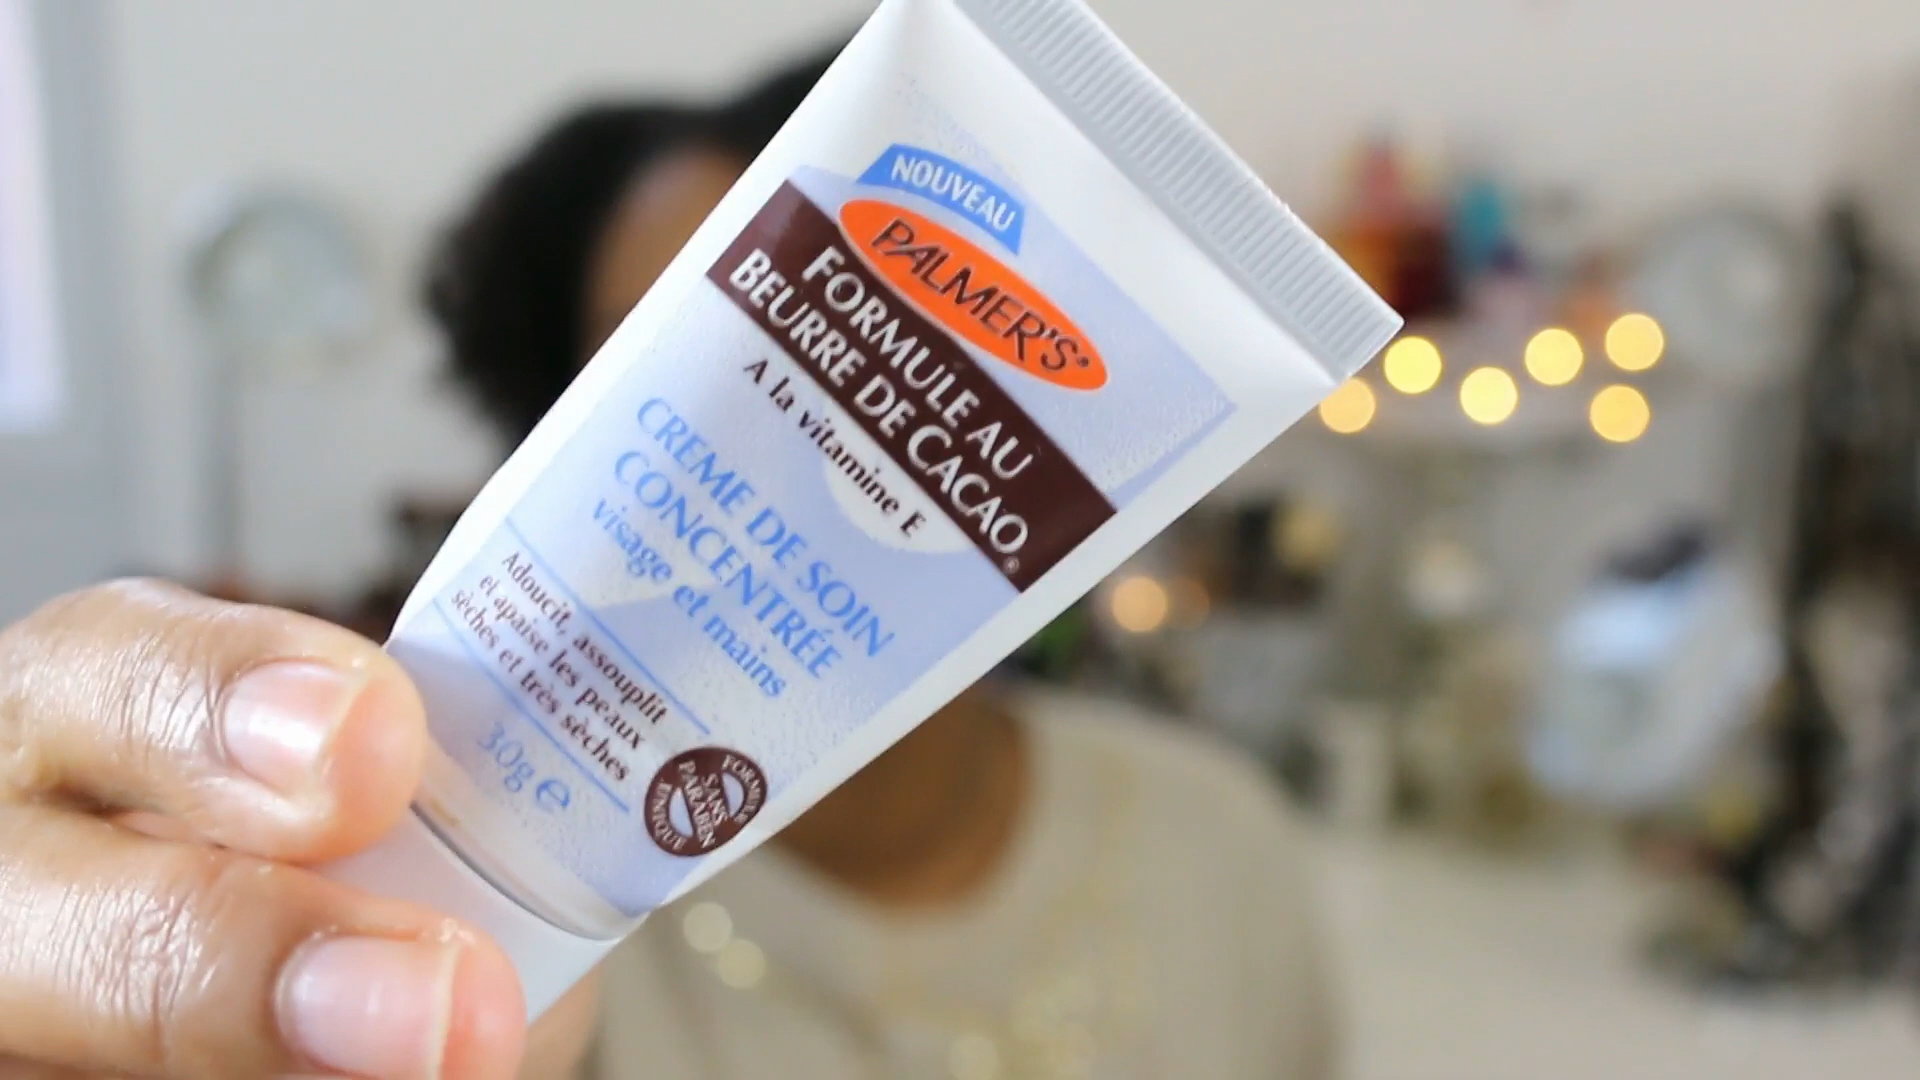 NOUVEAU
PALMER'S®
FORMULE AU
BEURRE DE CACAO®
A la vitamine E
CREME DE SOIN
CONCENTRÉE
visage et mains
Adoucit, assouplit
et apaise les peaux
sèches et très sèches
30g e
FORMULE
SANS
PARABEN
UNIQUE